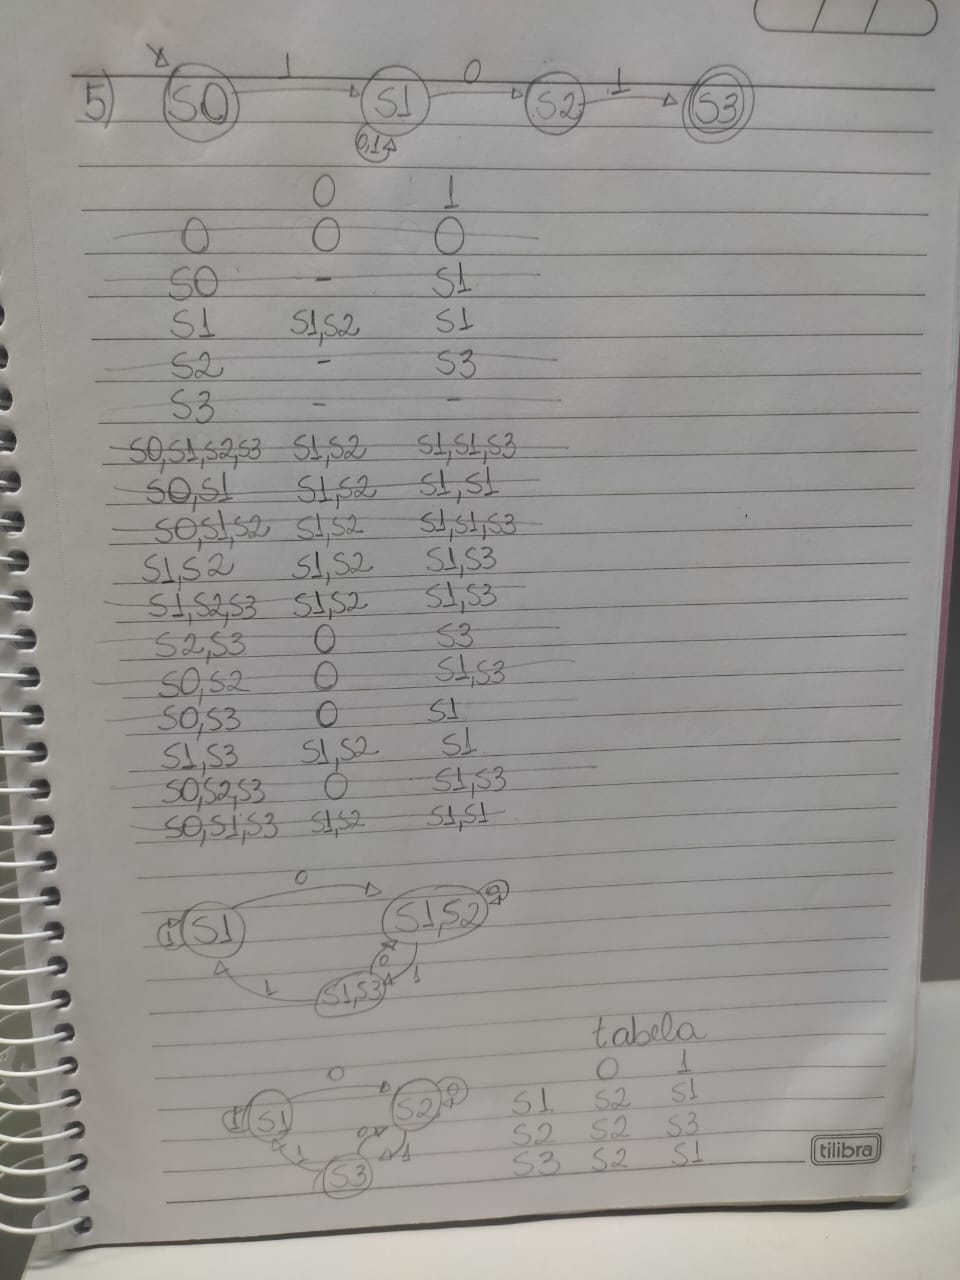 5) S0 1 S1 0 S2 1 S3
0,1
0 1
0 0 0
S0 - S1
S1 S1,S2 S1
S2 - S3
S3 - -
S0,S1,S2,S3 S1,S2 S1,S1,S3
S0,S1 S1,S2 S1,S1
S0,S1,S2 S1,S2 S1,S1,S3
S1,S2 S1,S2 S1,S3
S1,S2,S3 S1,S2 S1,S3
S2,S3 0 S3
S0,S2 0 S1,S3
S0,S3 0 S1
S1,S3 S1,S2 S1
S0,S2,S3 0 S1,S3
S0,S1,S3 S1,S2 S1,S1
0
1 S1 S1,S2 0
0 1
1 S1,S3
tabela
0 0 1
1 S1 S2 0 S1 S2 S1
0 1 S2 S2 S3
1 S3 S3 S2 S1
tilibra